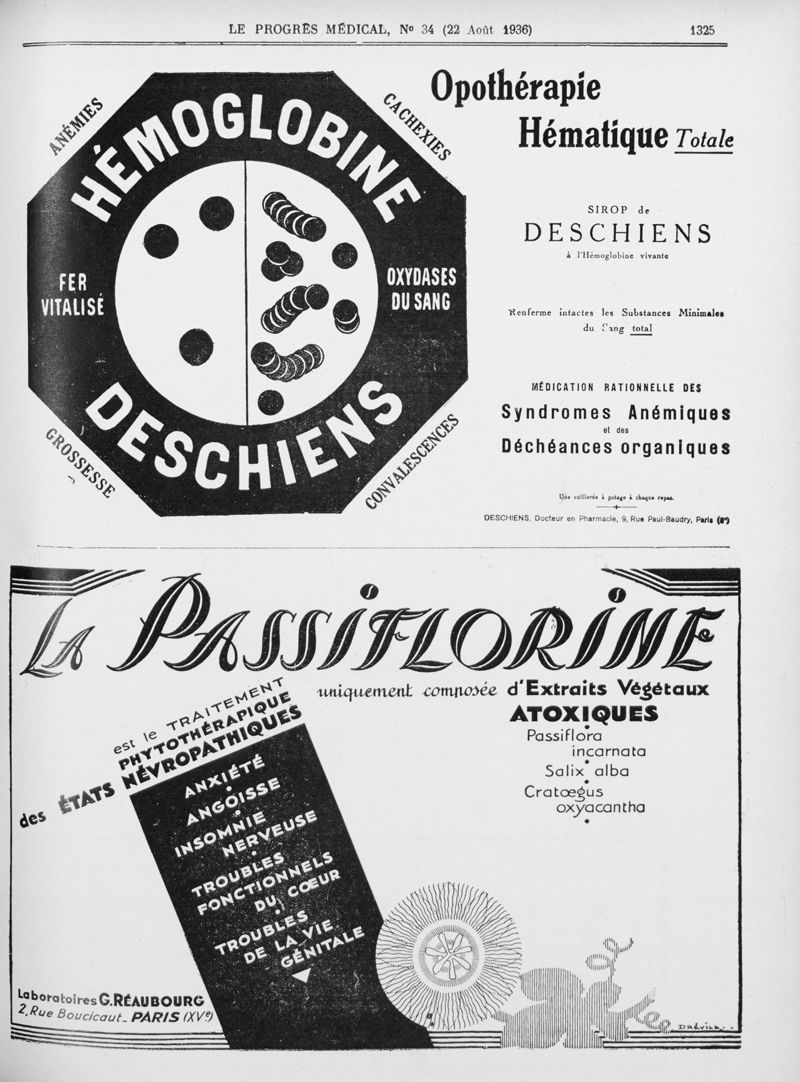 LE PROGRÈS MÉDICAL, No 34 (22 Août 1936)
1325
ANÉMIES
CACHEXIES
HÉMOGLOBINE
FER
VITALISÉ
OXYDASES
DU SANG
DESCHIENS
GROSSESSE
CONVALESCENCES
Opothérapie
Hématique Totale
SIROP de
DESCHIENS
à l'Hémoglobine vivante
Renferme intactes les Substances Minimales
du Sang total
MÉDICATION RATIONNELLE DES
Syndromes Anémiques
et des
Déchéances organiques
Une cuillerée à potage à chaque repas.
DESCHIENS, Docteur en Pharmacie, 9, Rue Paul-Baudry, Paris (8e)
LA PASSIFLORINE
uniquement composée d'Extraits Végétaux
ATOXIQUES
Passiflora
incarnata
Salix alba
Cratœgus
oxyacantha
est le TRAITEMENT
PHYTOTHÉRAPIQUE
des ÉTATS NÉVROPATHIQUES
ANXIÉTÉ
ANGOISSE
INSOMNIE
NERVEUSE
TROUBLES
FONCTIONNELS
DU CŒUR
TROUBLES
DE LA VIE
GÉNITALE
Laboratoires G.RÉAUBOURG
2, Rue Boucicaut - PARIS (XVe)
DRÉVILL..